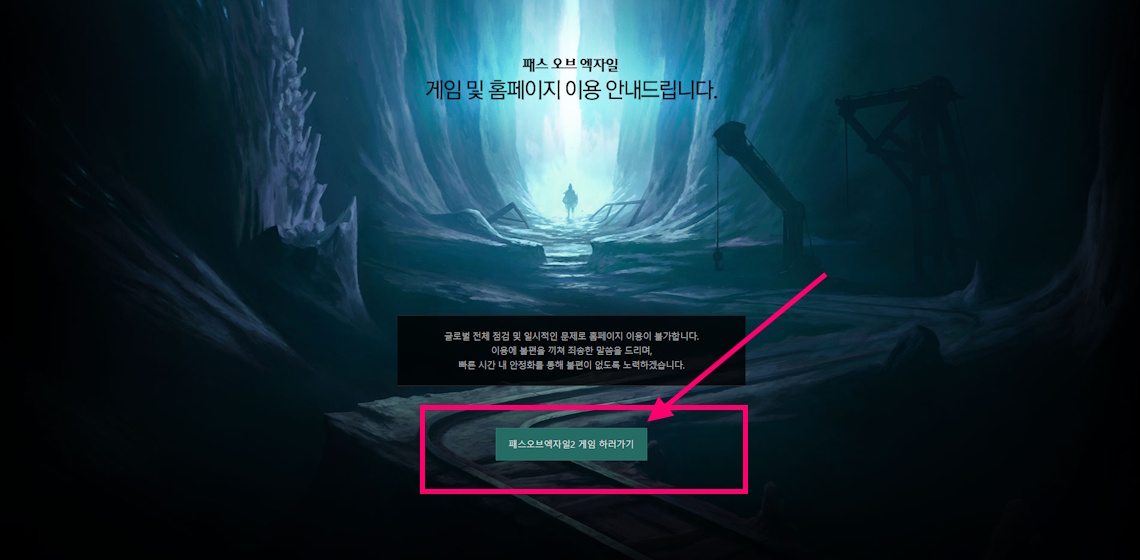 패스 오브 엑자일
게임 및 홈페이지 이용 안내드립니다.
글로벌 전체 점검 및 일시적인 문제로 홈페이지 이용이 불가합니다.
이용에 불편을 끼쳐 죄송한 말씀을 드리며,
빠른 시간 내 안정화를 통해 불편이 없도록 노력하겠습니다.
패스오브엑자일2 게임 하러가기